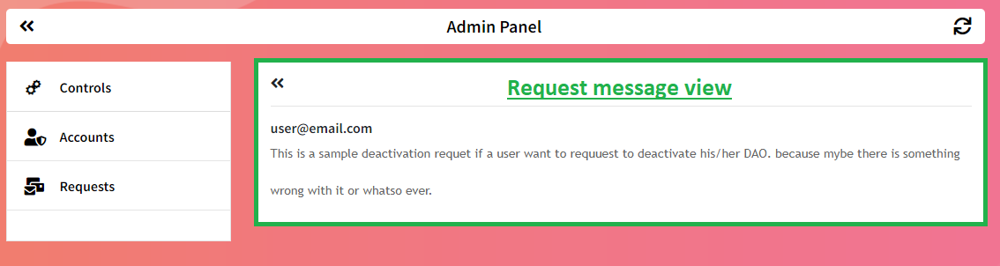 Admin Panel
Controls
Accounts
Requests
Request message view
user@email.com
This is a sample deactivation requet if a user want to requuest to deactivate his/her DAO. because mybe there is something
wrong with it or whatso ever.